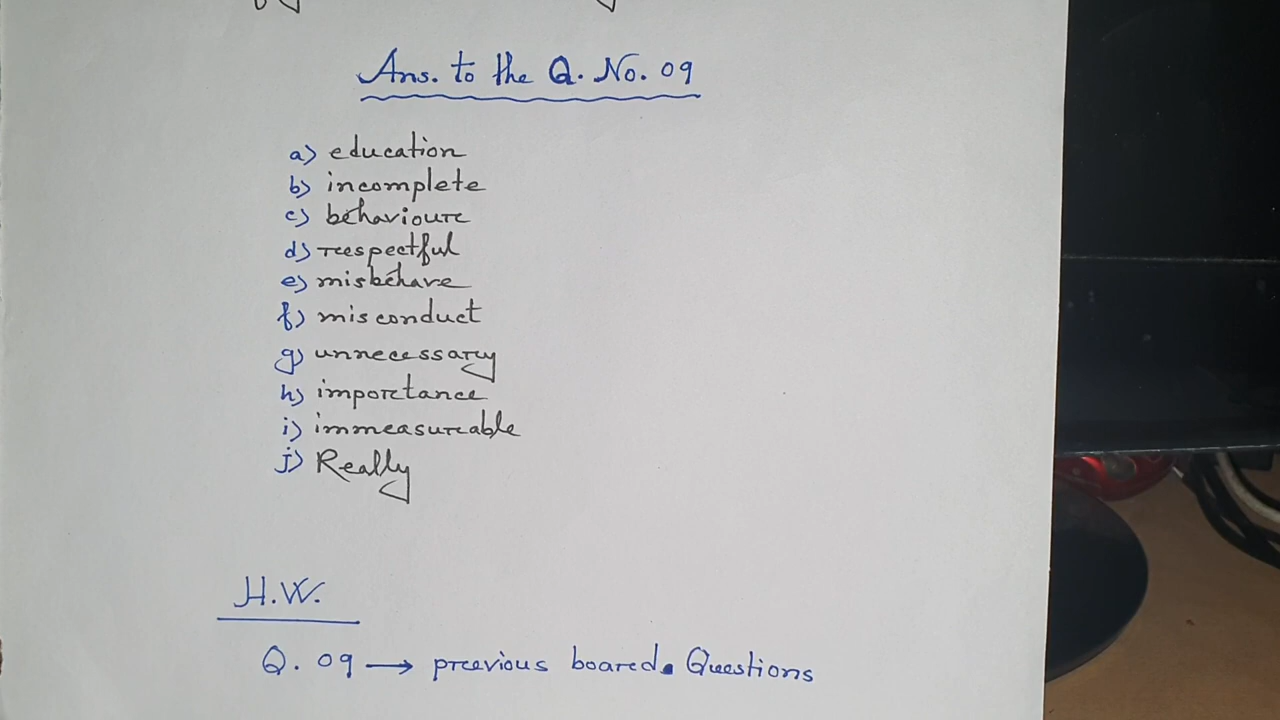 Ans. to the Q. No. 09
a) education
b) incomplete
c) behaviour
d) respectful
e) misbehave
f) misconduct
g) unnecessary
h) importance
i) immeasurable
j) Really
H.W.
Q. 09 → previous board. Questions